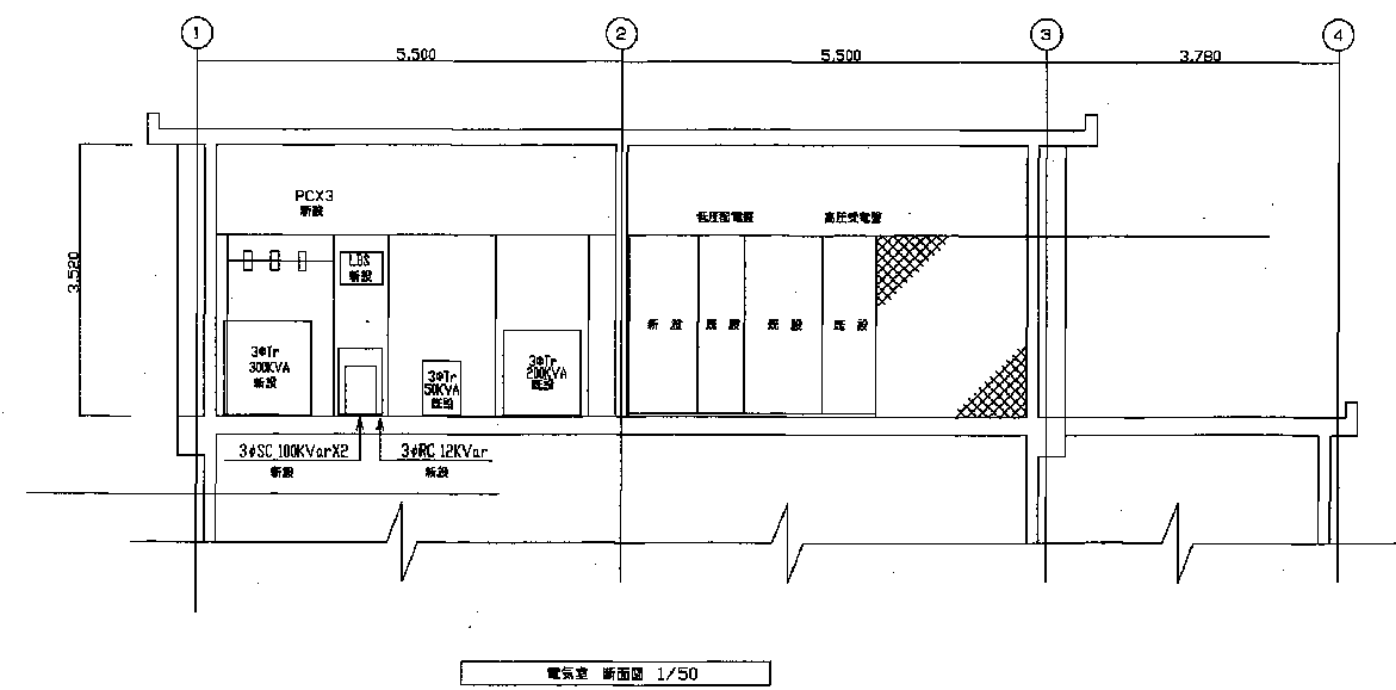 1
2
3
4
5.500
5.500
3.780
PCX3
新設
低圧配電盤
高圧受電盤
LBS
新設
3.520
新 設
既 設
既 設
既 設
3ΦTr
300KVA
新設
3ΦTr
50KVA
既設
3ΦTr
200KVA
既設
3φSC 100KVarX2
新設
3φRC 12KVar
新設
電気室 断面図 1/50